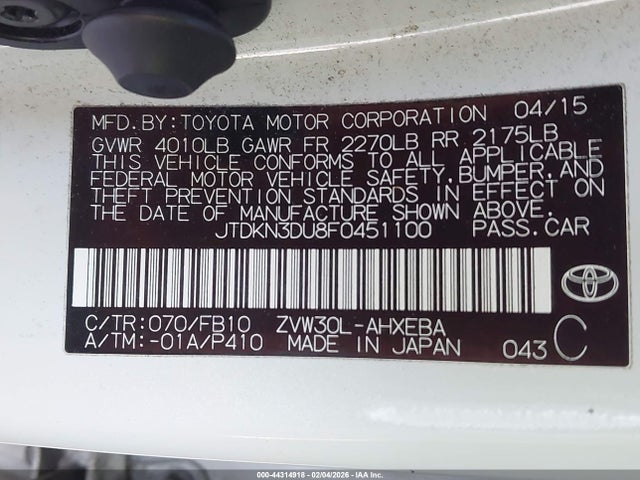 MFD.BY:TOYOTA MOTOR CORPORATION 04/15
GVWR 4010LB GAWR FR 2270LB RR 2175LB
THIS VEHICLE CONFORMS TO ALL APPLICABLE
FEDERAL MOTOR VEHICLE SAFETY,BUMPER,AND
THEFT PREVENTION STANDARDS IN EFFECT ON
THE DATE OF MANUFACTURE SHOWN ABOVE.
JTDKN3DU8F0451100 PASS.CAR
C/TR:070/FB10 ZVW30L-AHXEBA
A/TM:-01A/P410 MADE IN JAPAN 043 C
000-44314918 - 02/04/2026 - IAA Inc.